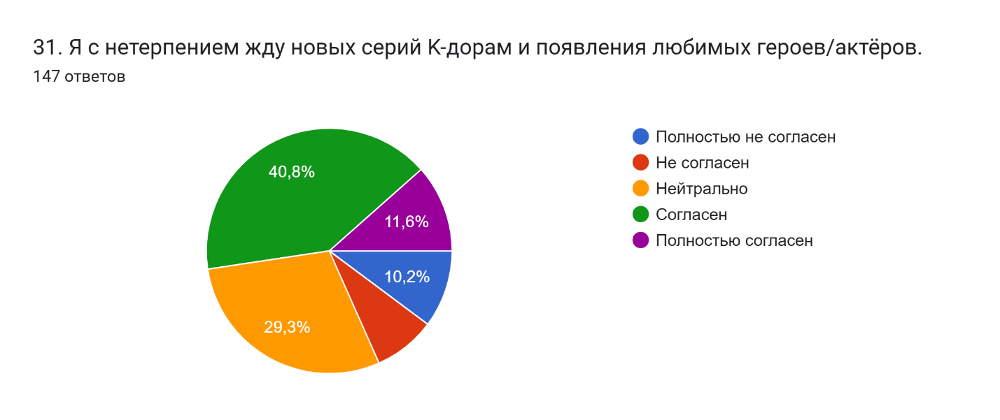 31. Я с нетерпением жду новых серий K-дорам и появления любимых героев/актёров.
147 ответов
40,8%
11,6%
10,2%
29,3%
Полностью не согласен
Не согласен
Нейтрально
Согласен
Полностью согласен